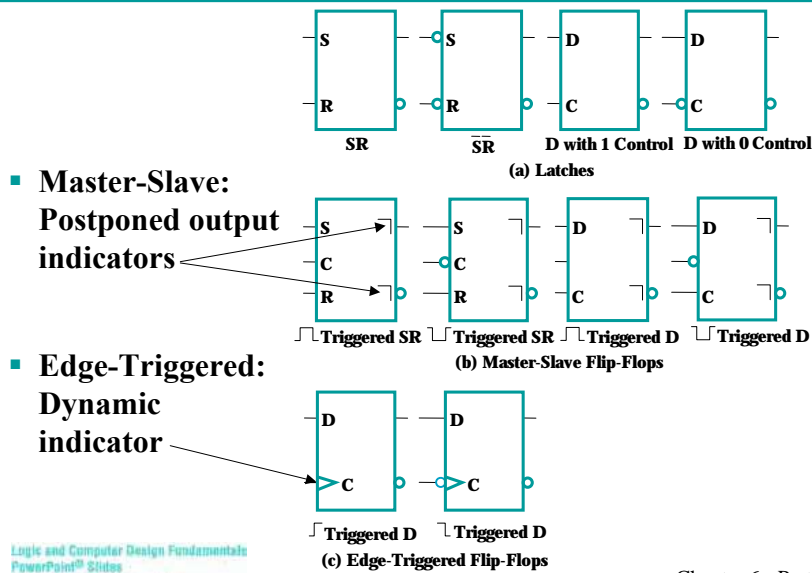 S
S
D
D
R
R
C
C
SR
S̅R̅
D with 1 Control
D with 0 Control
(a) Latches
▪ Master-Slave:
Postponed output
indicators
S
S
D
D
C
C
R
R
C
C
Triggered SR
Triggered SR
Triggered D
Triggered D
(b) Master-Slave Flip-Flops
▪ Edge-Triggered:
Dynamic
indicator
D
D
C
C
Triggered D
Triggered D
(c) Edge-Triggered Flip-Flops
Logic and Computer Design Fundamentals
PowerPoint® Slides